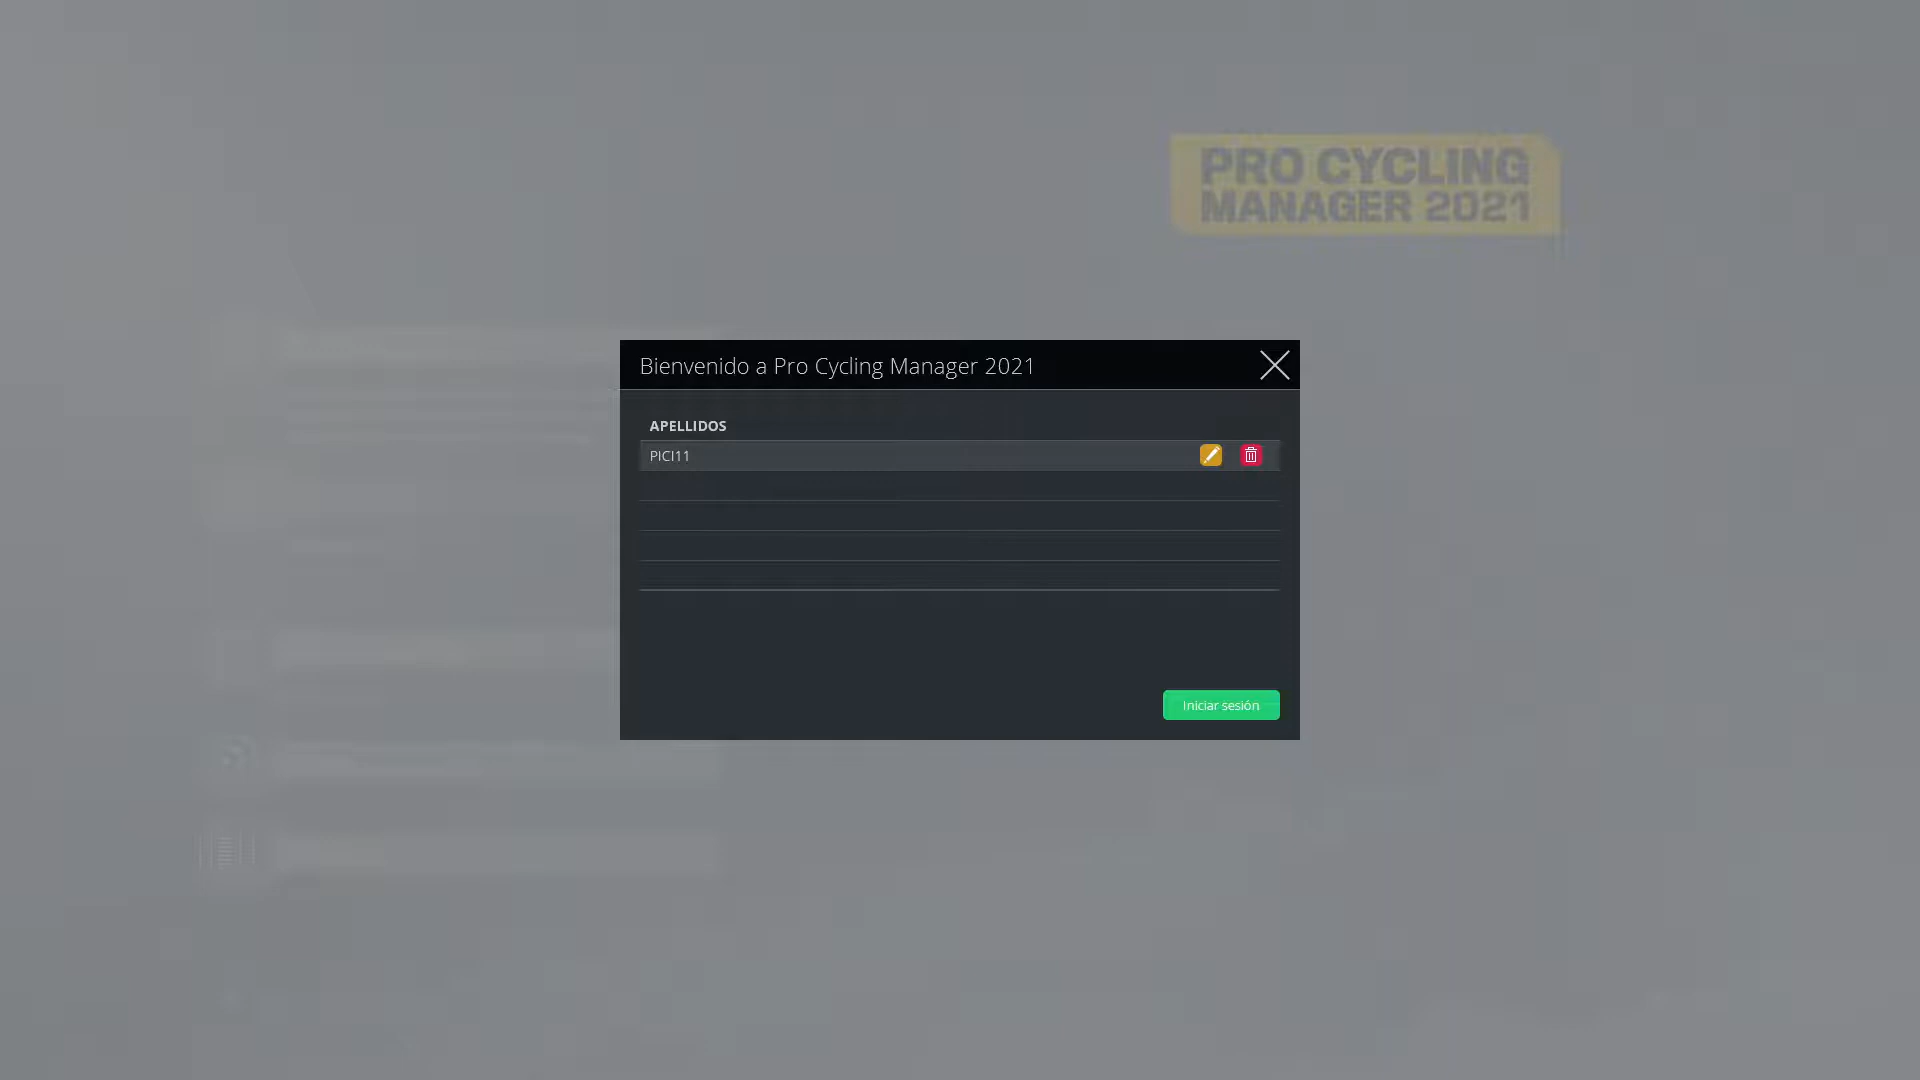 PRO CYCLING
MANAGER 2021
Bienvenido a Pro Cycling Manager 2021
APELLIDOS
PICI11
Iniciar sesión